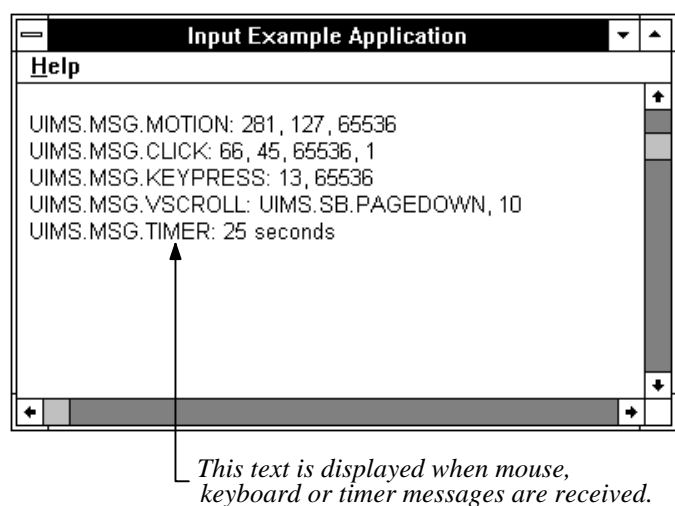 Input Example Application
Help
UIMS.MSG.MOTION: 281, 127, 65536
UIMS.MSG.CLICK: 66, 45, 65536, 1
UIMS.MSG.KEYPRESS: 13, 65536
UIMS.MSG.VSCROLL: UIMS.SB.PAGEDOWN, 10
UIMS.MSG.TIMER: 25 seconds
This text is displayed when mouse,
keyboard or timer messages are received.